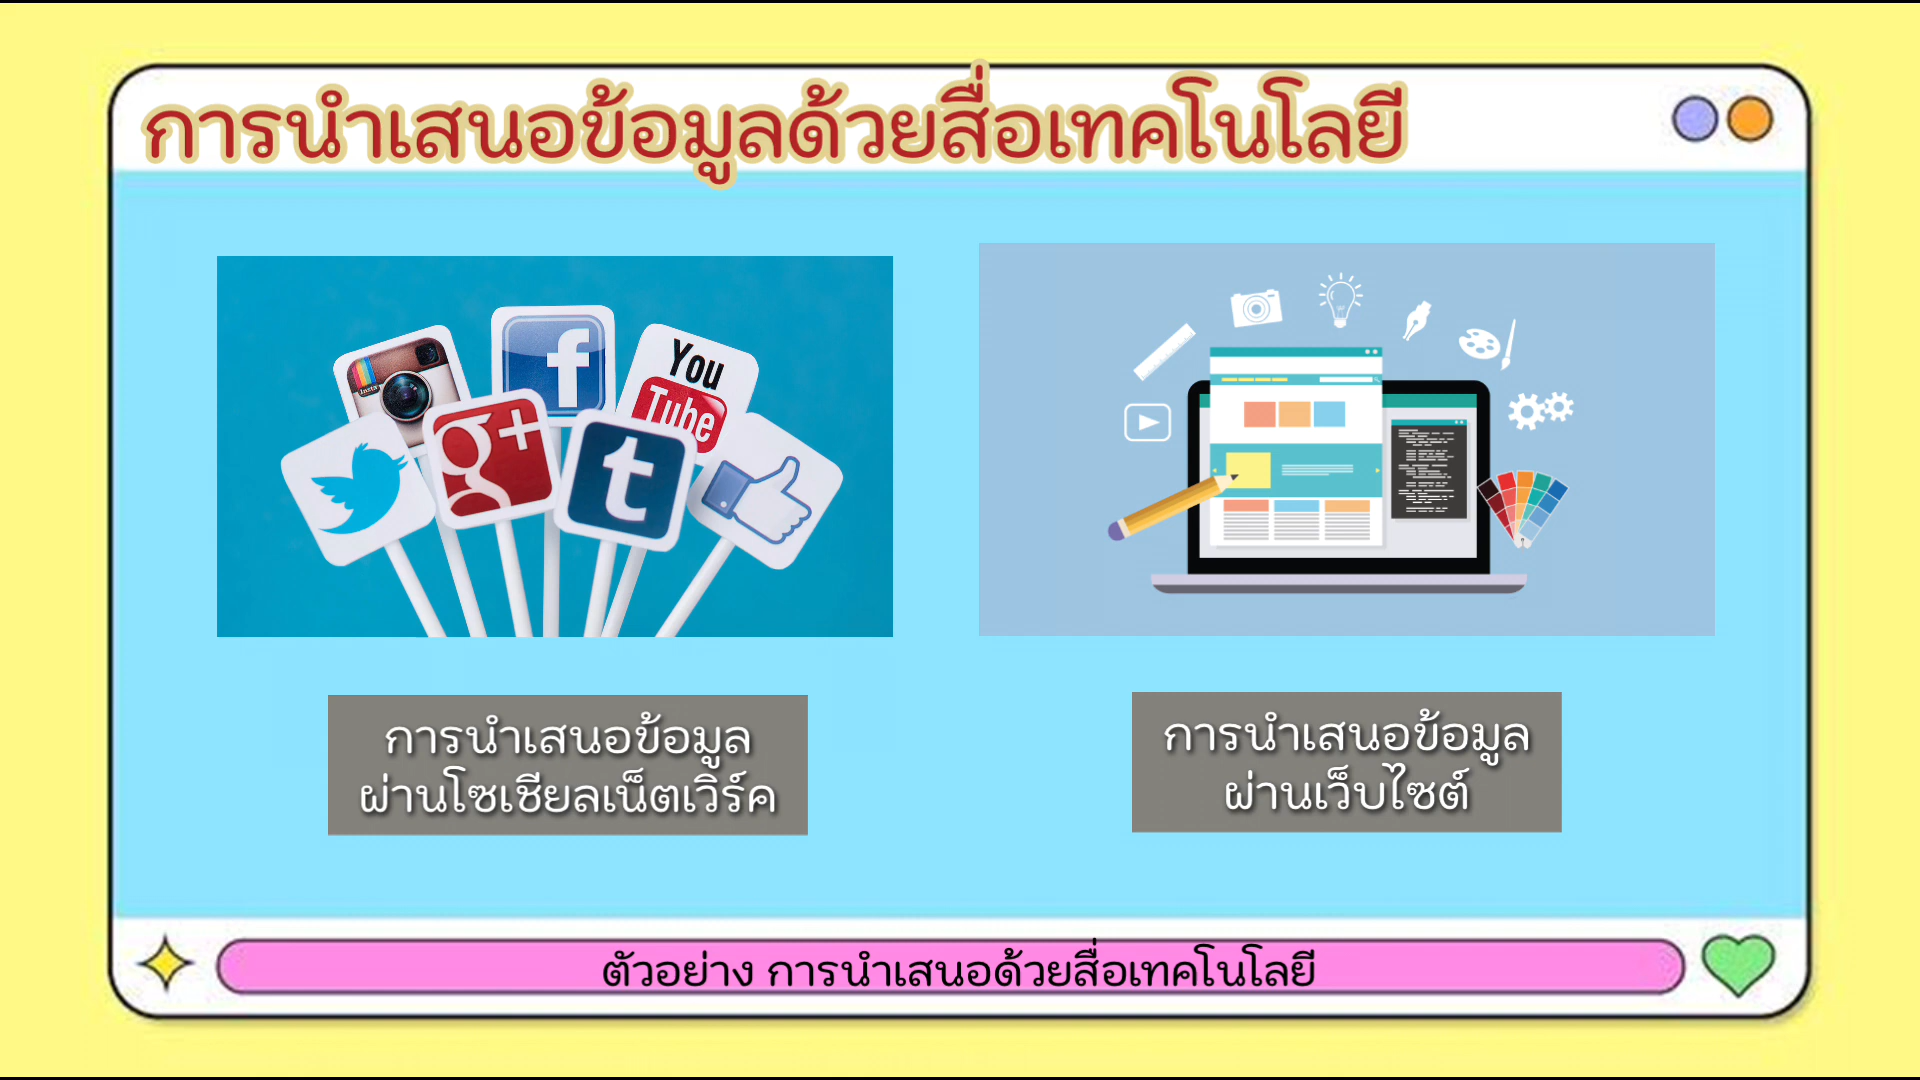 การนำเสนอข้อมูลด้วยสื่อเทคโนโลยี
Insta
f
You
Tube
g+
t
การนำเสนอข้อมูล
ผ่านโซเชียลเน็ตเวิร์ค
การนำเสนอข้อมูล
ผ่านเว็บไซต์
ตัวอย่าง การนำเสนอด้วยสื่อเทคโนโลยี